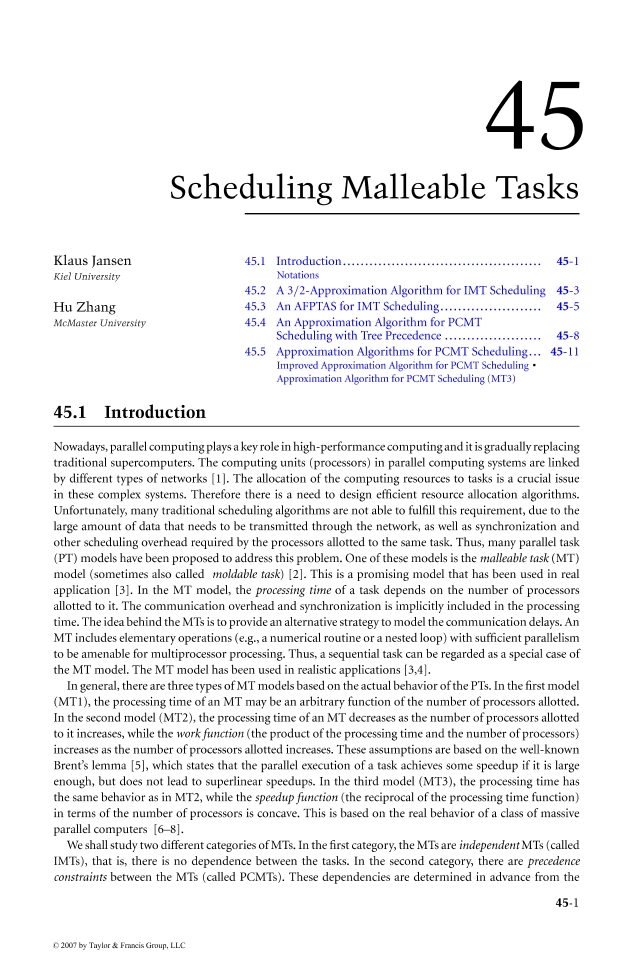 45
Scheduling Malleable Tasks
Klaus Jansen
Kiel University
Hu Zhang
McMaster University
45.1 Introduction............................................ 45-1
Notations
45.2 A 3/2-Approximation Algorithm for IMT Scheduling 45-3
45.3 An AFPTAS for IMT Scheduling....................... 45-5
45.4 An Approximation Algorithm for PCMT
Scheduling with Tree Precedence ...................... 45-8
45.5 Approximation Algorithms for PCMT Scheduling... 45-11
Improved Approximation Algorithm for PCMT Scheduling •
Approximation Algorithm for PCMT Scheduling (MT3)
45.1 Introduction
Nowadays, parallel computing plays a key role in high-performance computing and it is gradually replacing
traditional supercomputers. The computing units (processors) in parallel computing systems are linked
by different types of networks [1]. The allocation of the computing resources to tasks is a crucial issue
in these complex systems. Therefore there is a need to design efficient resource allocation algorithms.
Unfortunately, many traditional scheduling algorithms are not able to fulfill this requirement, due to the
large amount of data that needs to be transmitted through the network, as well as synchronization and
other scheduling overhead required by the processors allotted to the same task. Thus, many parallel task
(PT) models have been proposed to address this problem. One of these models is the malleable task (MT)
model (sometimes also called moldable task) [2]. This is a promising model that has been used in real
application [3]. In the MT model, the processing time of a task depends on the number of processors
allotted to it. The communication overhead and synchronization is implicitly included in the processing
time. The idea behind the MTs is to provide an alternative strategy to model the communication delays. An
MT includes elementary operations (e.g., a numerical routine or a nested loop) with sufficient parallelism
to be amenable for multiprocessor processing. Thus, a sequential task can be regarded as a special case of
the MT model. The MT model has been used in realistic applications [3,4].
In general, there are three types of MT models based on the actual behavior of the PTs. In the first model
(MT1), the processing time of an MT may be an arbitrary function of the number of processors allotted.
In the second model (MT2), the processing time of an MT decreases as the number of processors allotted
to it increases, while the work function (the product of the processing time and the number of processors)
increases as the number of processors allotted increases. These assumptions are based on the well-known
Brent's lemma [5], which states that the parallel execution of a task achieves some speedup if it is large
enough, but does not lead to superlinear speedups. In the third model (MT3), the processing time has
the same behavior as in MT2, while the speedup function (the reciprocal of the processing time function)
in terms of the number of processors is concave. This is based on the real behavior of a class of massive
parallel computers [6–8].
We shall study two different categories of MTs. In the first category, the MTs are independent MTs (called
IMTs), that is, there is no dependence between the tasks. In the second category, there are precedence
constraints between the MTs (called PCMTs). These dependencies are determined in advance from the
45-1
© 2007 by Taylor & Francis Group, LLC